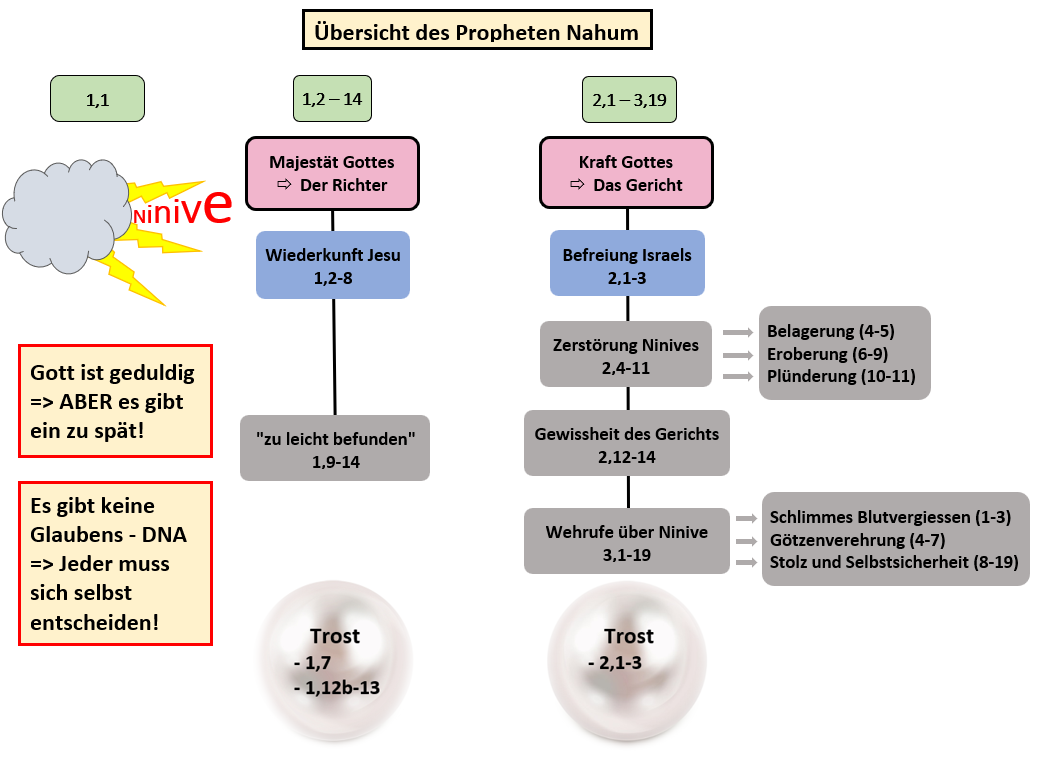 Übersicht des Propheten Nahum
1,1
1,2 – 14
2,1 – 3,19
Ninive
Majestät Gottes
⇨ Der Richter
Kraft Gottes
⇨ Das Gericht
Wiederkunft Jesu
1,2-8
Befreiung Israels
2,1-3
Zerstörung Ninives
2,4-11
Belagerung (4-5)
Eroberung (6-9)
Plünderung (10-11)
Gott ist geduldig
=> ABER es gibt
ein zu spät!
"zu leicht befunden"
1,9-14
Gewissheit des Gerichts
2,12-14
Es gibt keine
Glaubens - DNA
=> Jeder muss
sich selbst
entscheiden!
Wehrufe über Ninive
3,1-19
Schlimmes Blutvergiessen (1-3)
Götzenverehrung (4-7)
Stolz und Selbstsicherheit (8-19)
Trost
- 1,7
- 1,12b-13
Trost
- 2,1-3